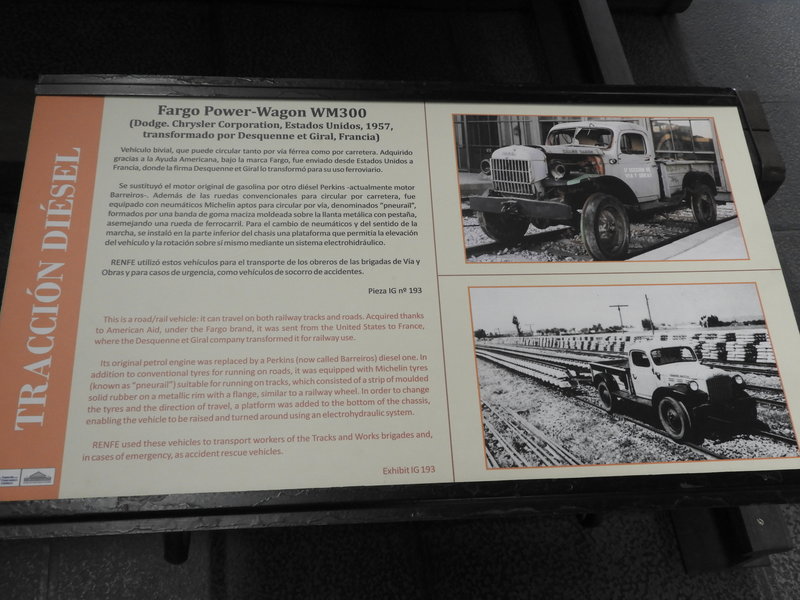 TRACCIÓN DIÉSEL
Fargo Power-Wagon WM300
(Dodge. Chrysler Corporation, Estados Unidos, 1957,
transformado por Desquenne et Giral, Francia)
Vehículo bivial, que puede circular tanto por vía férrea como por carretera. Adquirido
gracias a la Ayuda Americana, bajo la marca Fargo, fue enviado desde Estados Unidos a
Francia, donde la firma Desquenne et Giral lo transformó para su uso ferroviario.
Se sustituyó el motor original de gasolina por otro diésel Perkins -actualmente motor
Barreiros-. Además de las ruedas convencionales para circular por carretera, fue
equipado con neumáticos Michelin aptos para circular por vía, denominados "pneurail",
formados por una banda de goma maciza moldeada sobre la llanta metálica con pestaña,
asemejando una rueda de ferrocarril. Para el cambio de neumáticos y del sentido de la
marcha, se instaló en la parte inferior del chasis una plataforma que permitía la elevación
del vehículo y la rotación sobre sí mismo mediante un sistema electrohidráulico.
RENFE utilizó estos vehículos para el transporte de los obreros de las brigadas de Vía y
Obras y para casos de urgencia, como vehículos de socorro de accidentes.
Pieza IG nº 193
This is a road/rail vehicle: it can travel on both railway tracks and roads. Acquired thanks
to American Aid, under the Fargo brand, it was sent from the United States to France,
where the Desquenne et Giral company transformed it for railway use.
Its original petrol engine was replaced by a Perkins (now called Barreiros) diesel one. In
addition to conventional tyres for running on roads, it was equipped with Michelin tyres
(known as "pneurail") suitable for running on tracks, which consisted of a strip of moulded
solid rubber on a metallic rim with a flange, similar to a railway wheel. In order to change
the tyres and the direction of travel, a platform was added to the bottom of the chassis,
enabling the vehicle to be raised and turned around using an electrohydraulic system.
RENFE used these vehicles to transport workers of the Tracks and Works brigades and,
in cases of emergency, as accident rescue vehicles.
Exhibit IG 193
VIA Y OBRAS